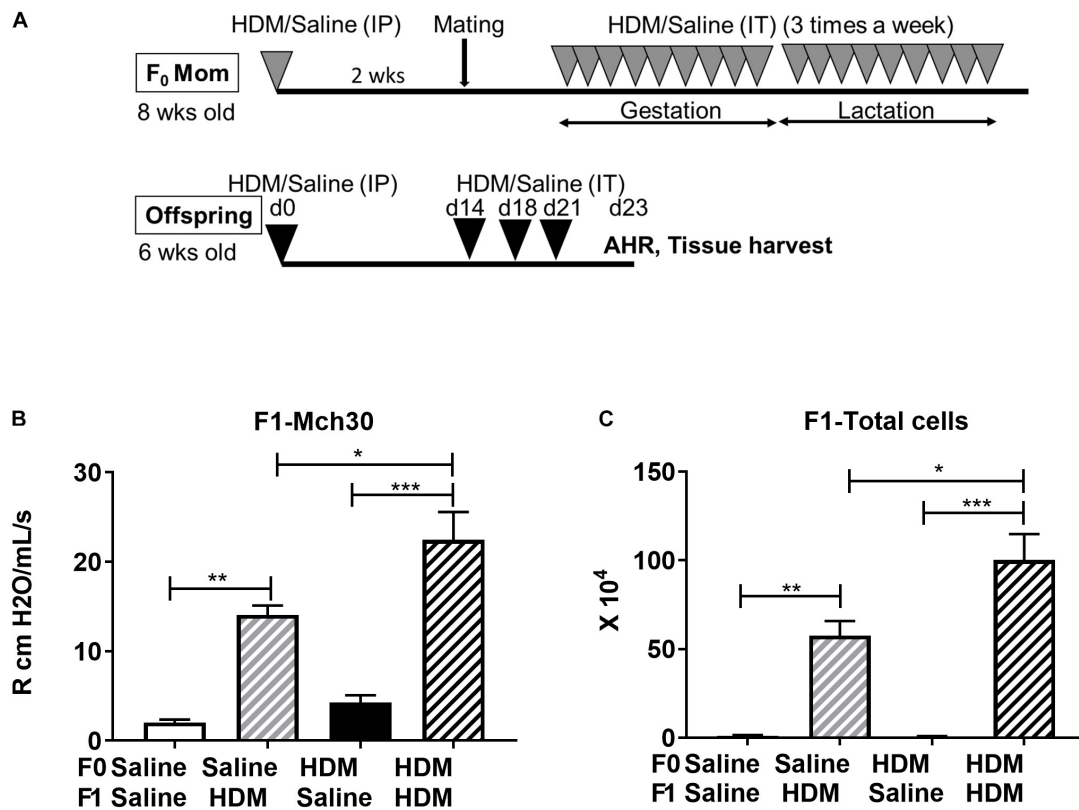 A
HDM/Saline (IP) Mating HDM/Saline (IT) (3 times a week)
F₀ Mom 2 wks
8 wks old Gestation Lactation
HDM/Saline (IP) HDM/Saline (IT)
Offspring d0 d14 d18 d21 d23
6 wks old AHR, Tissue harvest
B
F1-Mch30
*
***
**
R cm H2O/mL/s
30
20
10
0
F0 Saline Saline HDM HDM
F1 Saline HDM Saline HDM
C
F1-Total cells
*
***
**
X 10⁴
150
100
50
0
F0 Saline Saline HDM HDM
F1 Saline HDM Saline HDM